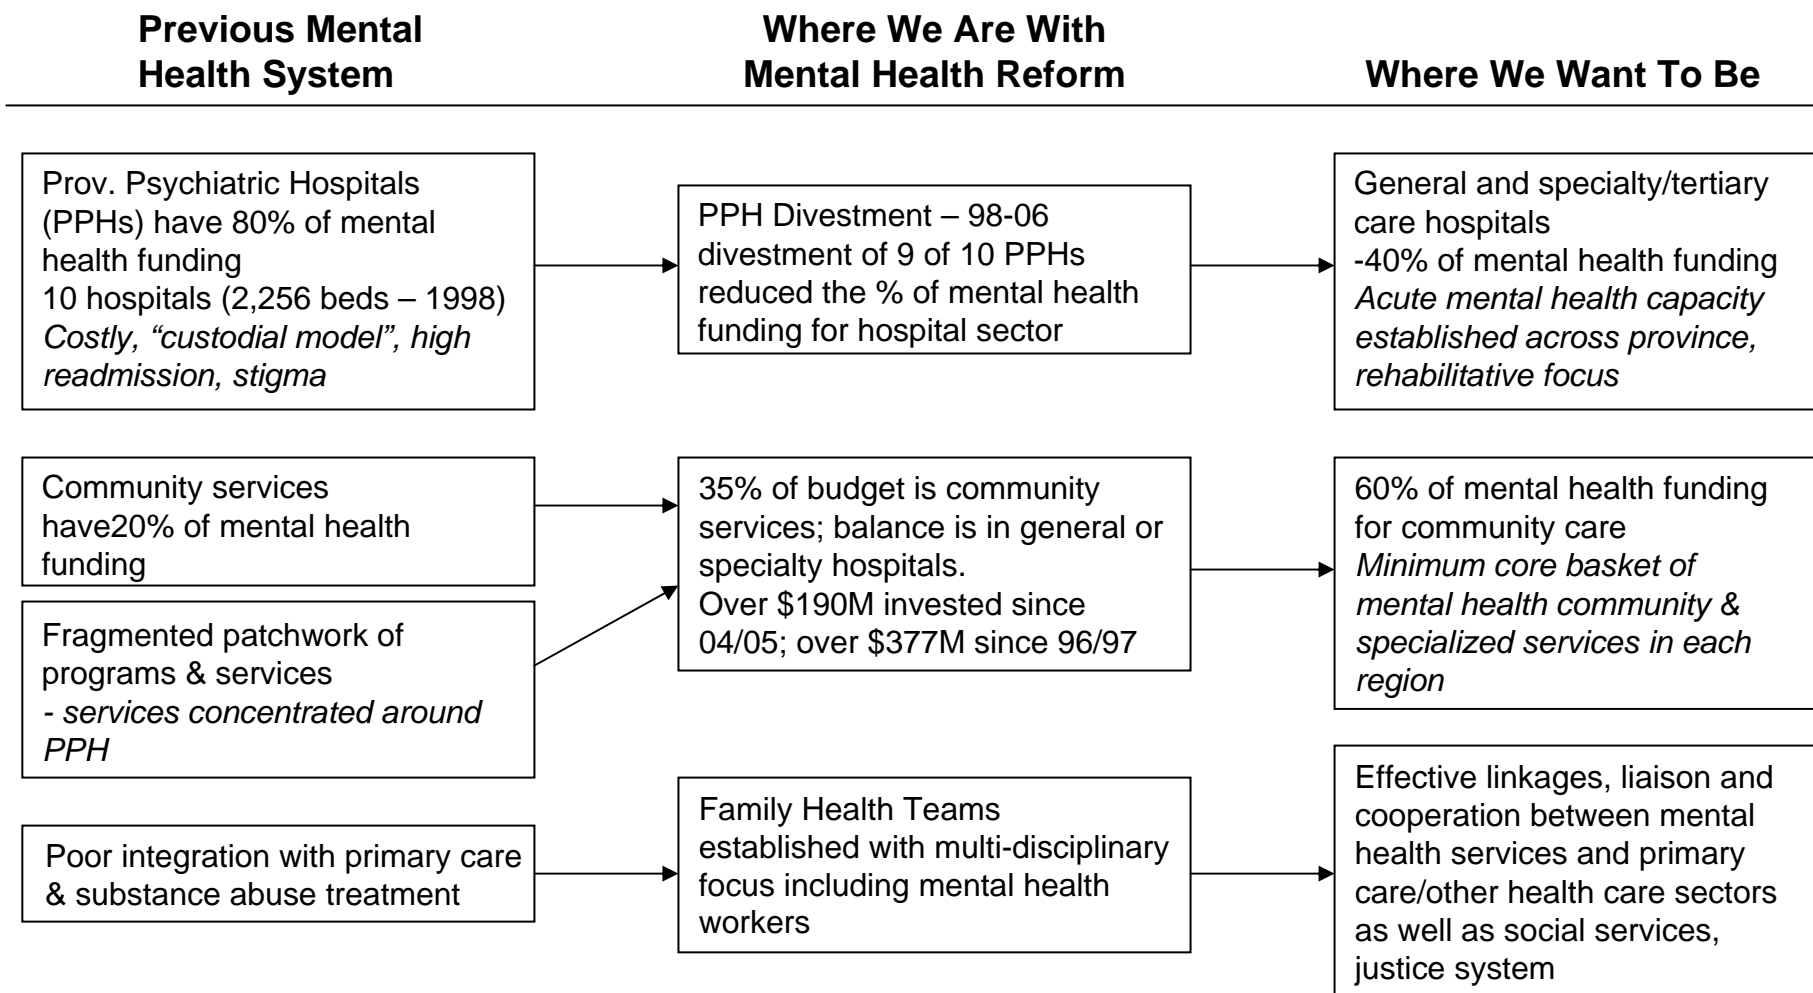 Previous Mental
Health System
Where We Are With
Mental Health Reform
Where We Want To Be
Prov. Psychiatric Hospitals
(PPHs) have 80% of mental
health funding
10 hospitals (2,256 beds – 1998)
Costly, “custodial model”, high
readmission, stigma
PPH Divestment – 98-06
divestment of 9 of 10 PPHs
reduced the % of mental health
funding for hospital sector
General and specialty/tertiary
care hospitals
-40% of mental health funding
Acute mental health capacity
established across province,
rehabilitative focus
Community services
have20% of mental health
funding
Fragmented patchwork of
programs & services
- services concentrated around
PPH
35% of budget is community
services; balance is in general or
specialty hospitals.
Over $190M invested since
04/05; over $377M since 96/97
60% of mental health funding
for community care
Minimum core basket of
mental health community &
specialized services in each
region
Poor integration with primary care
& substance abuse treatment
Family Health Teams
established with multi-disciplinary
focus including mental health
workers
Effective linkages, liaison and
cooperation between mental
health services and primary
care/other health care sectors
as well as social services,
justice system